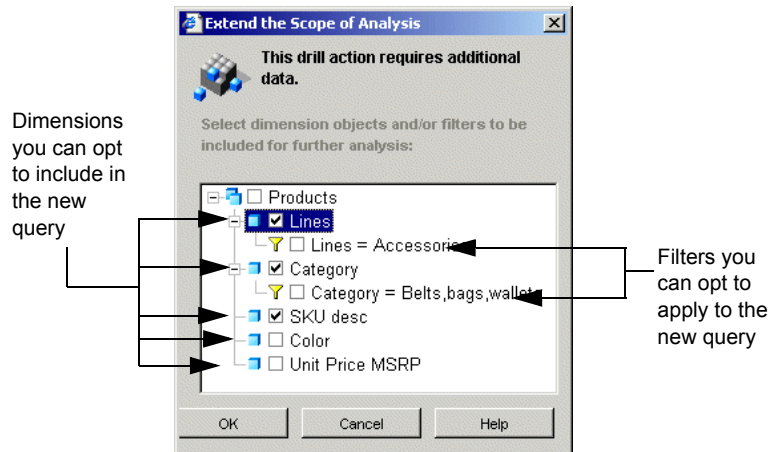 Extend the Scope of Analysis
This drill action requires additional
data.
Select dimension objects and/or filters to be
included for further analysis:
Dimensions
you can opt
to include in
the new
query
Products
Lines
Lines = Accessories
Category
Category = Belts,bags,wallets
SKU desc
Color
Unit Price MSRP
Filters you
can opt to
apply to the
new query
OK
Cancel
Help